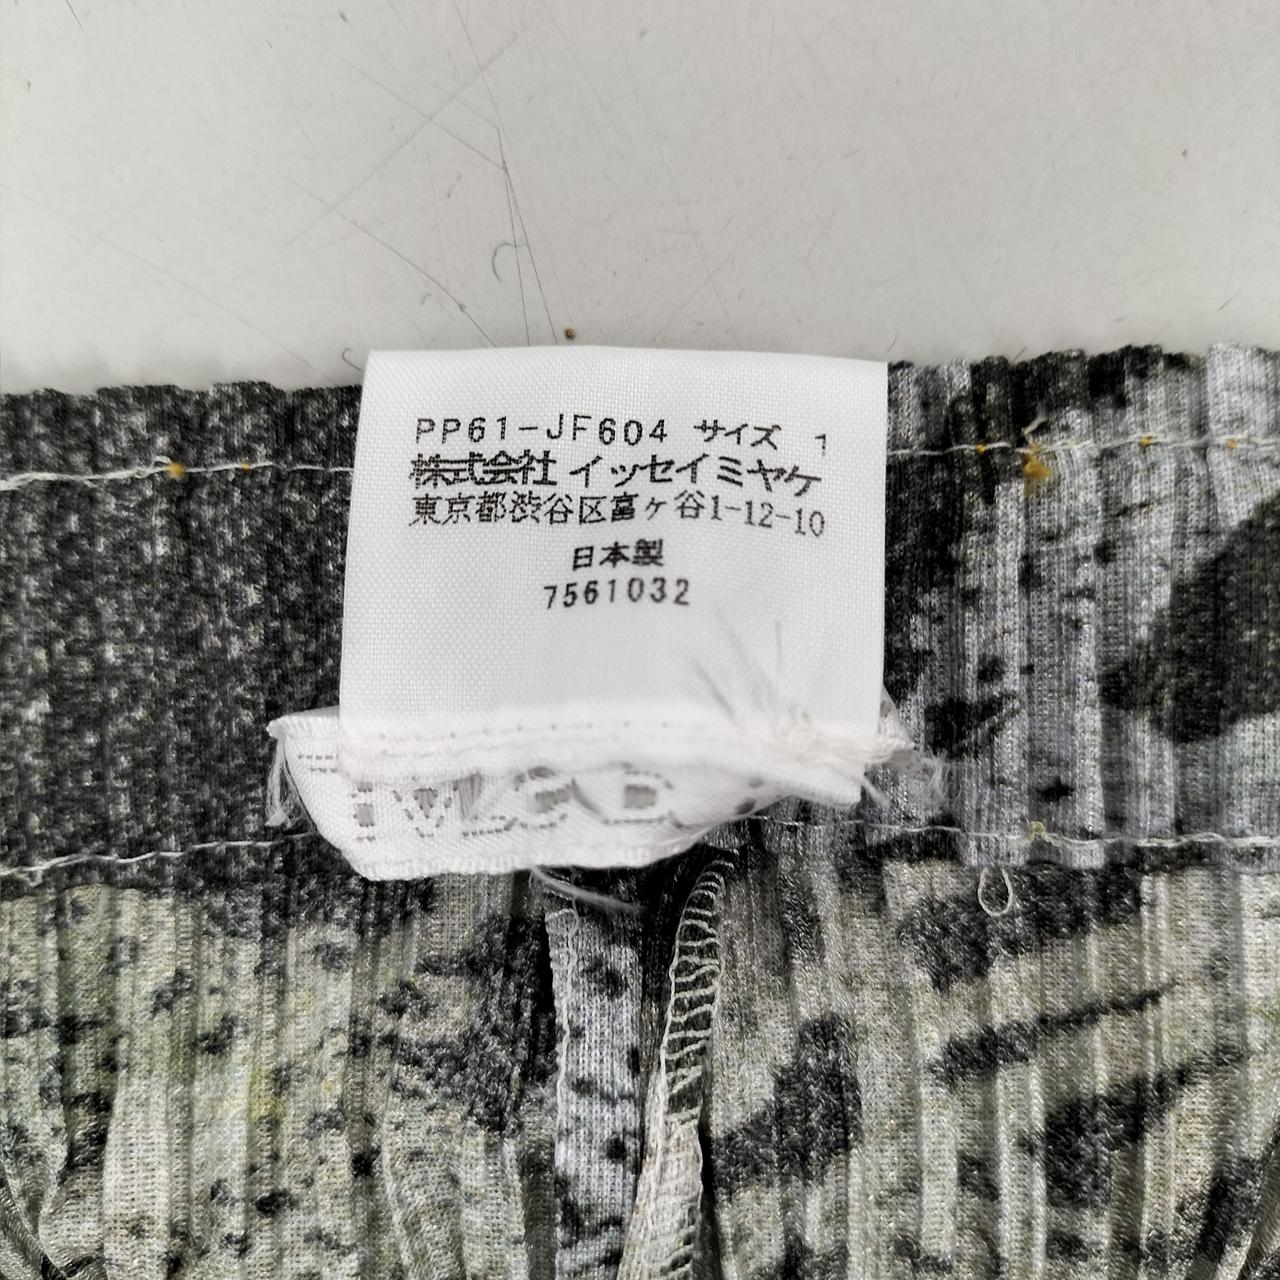 PP61-JF604 サイズ 1
株式会社 イッセイミヤケ
東京都渋谷区富ヶ谷1-12-10
日本製
7561032